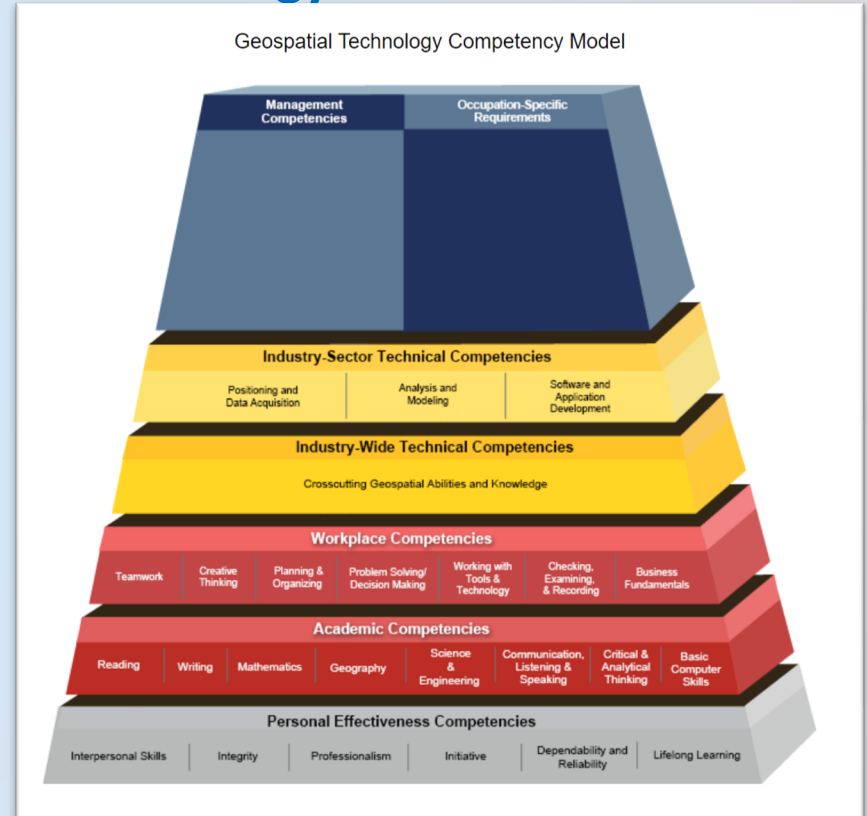 Geospatial Technology Competency Model
Management
Competencies
Occupation-Specific
Requirements
Industry-Sector Technical Competencies
Positioning and
Data Acquisition
Analysis and
Modeling
Software and
Application
Development
Industry-Wide Technical Competencies
Crosscutting Geospatial Abilities and Knowledge
Workplace Competencies
Teamwork
Creative
Thinking
Planning &
Organizing
Problem Solving/
Decision Making
Working with
Tools &
Technology
Checking,
Examining,
& Recording
Business
Fundamentals
Academic Competencies
Reading
Writing
Mathematics
Geography
Science
&
Engineering
Communication,
Listening &
Speaking
Critical &
Analytical
Thinking
Basic
Computer
Skills
Personal Effectiveness Competencies
Interpersonal Skills
Integrity
Professionalism
Initiative
Dependability and
Reliability
Lifelong Learning